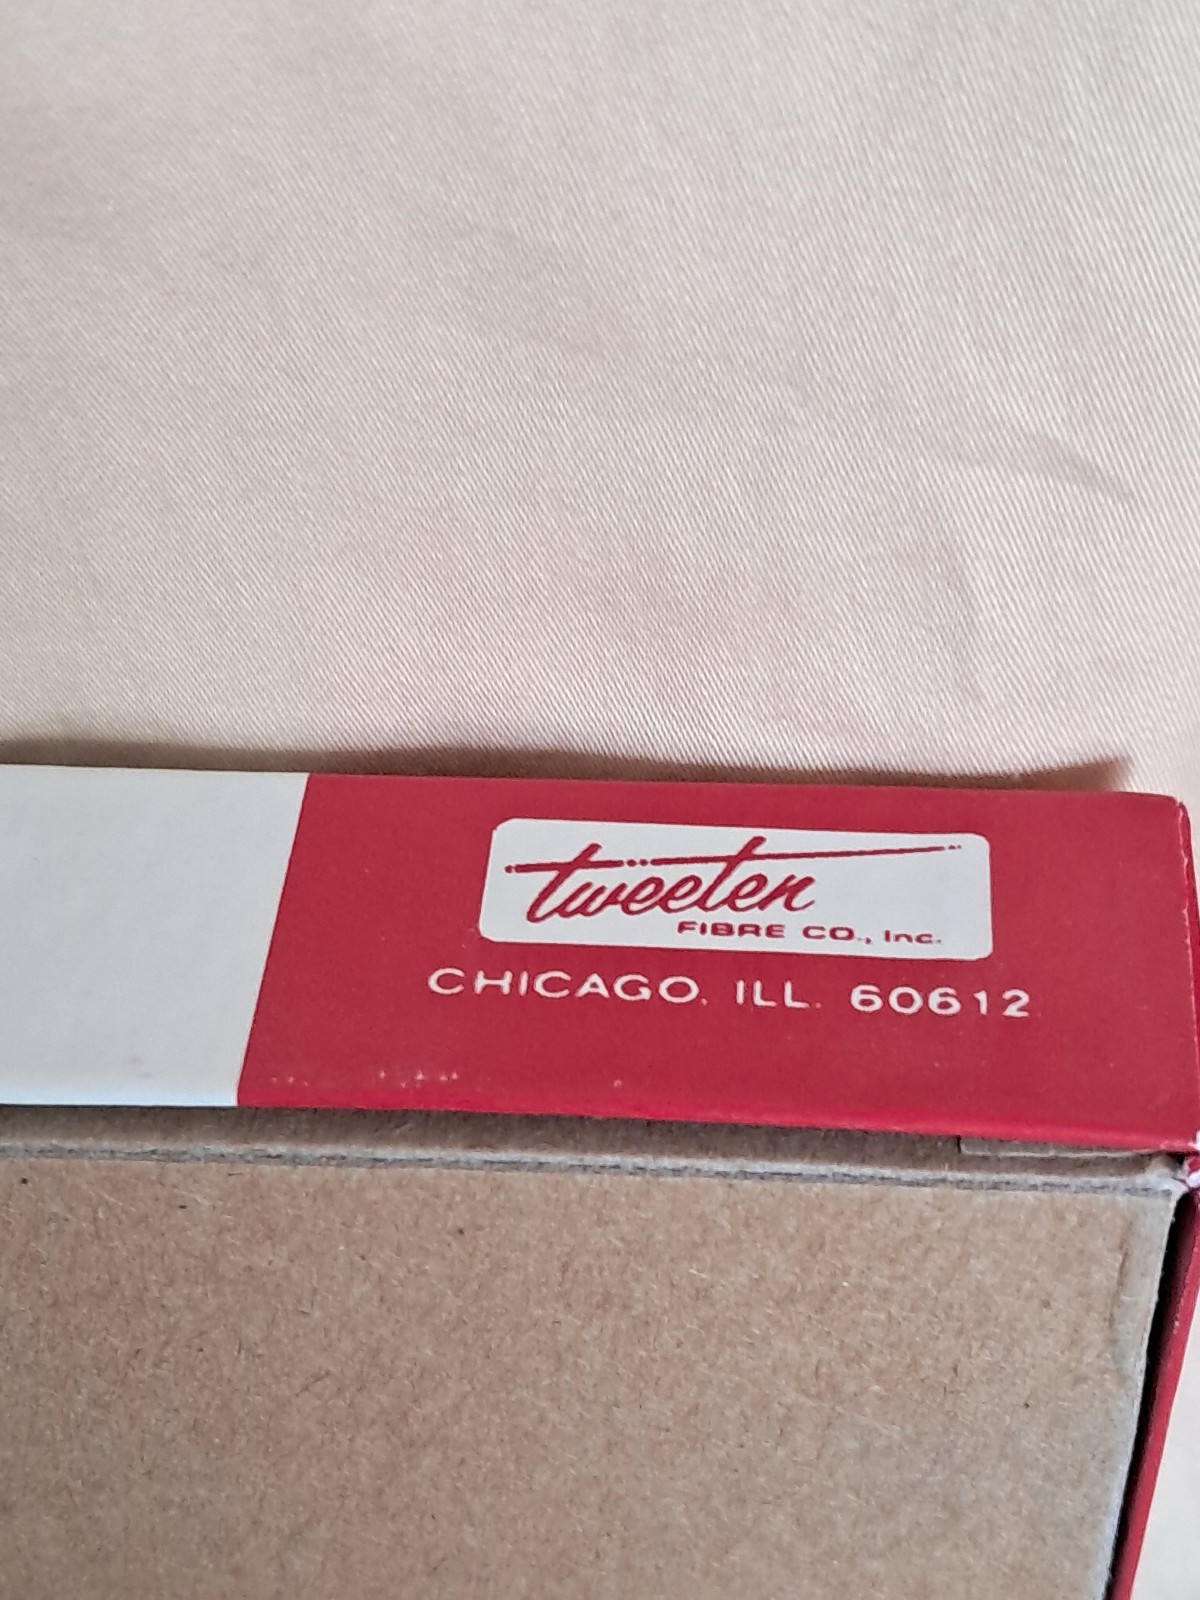 tweeten
FIBRE CO., Inc.
CHICAGO, ILL. 60612